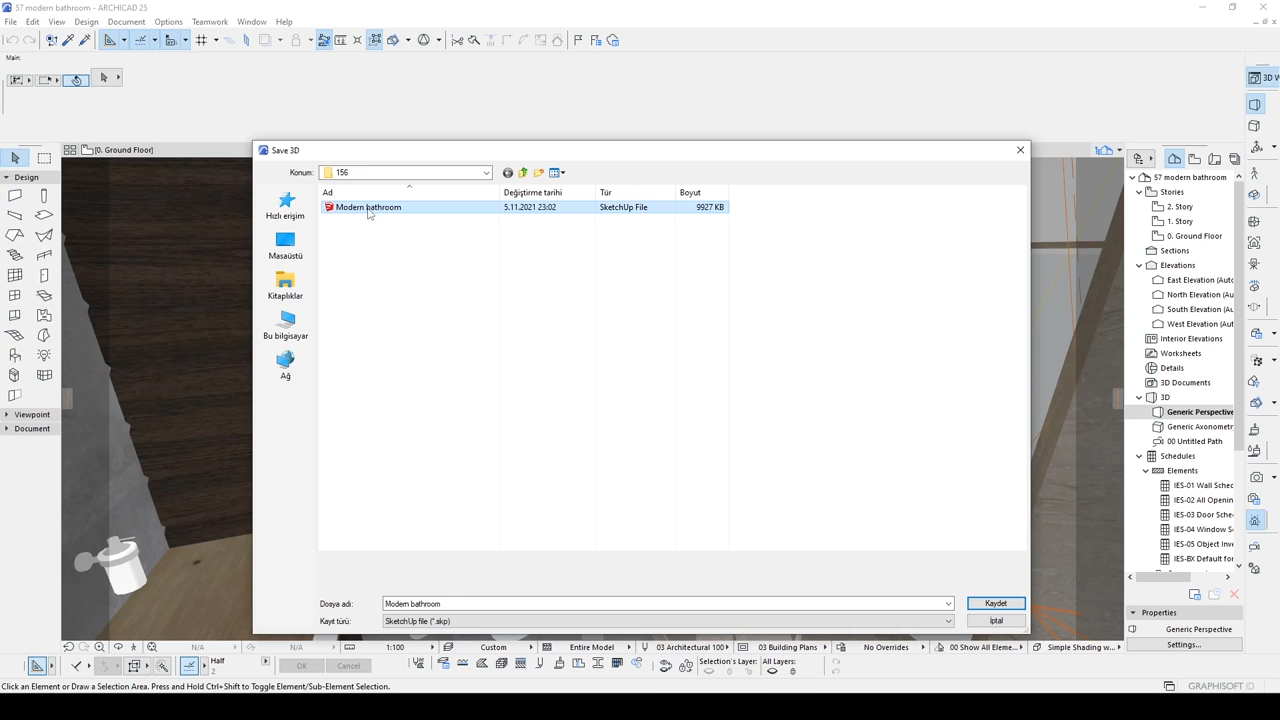 57 modern bathroom - ARCHICAD 25
File Edit View Design Document Options Teamwork Window Help
Main:
[0. Ground Floor]
3D
Design
Viewpoint
Document
Save 3D
Konum: 156
Ad Değiştirme tarihi Tür Boyut
Modern bathroom 5.11.2021 23:02 SketchUp File 9927 KB
Hızlı erişim
Masaüstü
Kitaplıklar
Bu bilgisayar
Ağ
Dosya adı: Modern bathroom Kaydet
Kayıt türü: SketchUp file (*.skp) İptal
57 modern bathroom
Stories
2. Story
1. Story
0. Ground Floor
Sections
Elevations
East Elevation (Aut
North Elevation (Au
South Elevation (Au
West Elevation (Aut
Interior Elevations
Worksheets
Details
3D Documents
3D
Generic Perspective
Generic Axonometr
00 Untitled Path
Schedules
Elements
IES-01 Wall Sched
IES-02 All Openin
IES-03 Door Sche
IES-04 Window S
IES-05 Object Inv
IES-BX Default fo
Properties
Generic Perspective
Settings...
N/A N/A 1:100 Custom Entire Model 03 Architectural 100 03 Building Plans No Overrides 00 Show All Eleme... Simple Shading w...
Half
2
OK Cancel
Selection's Layer: All Layers:
Click an Element or Draw a Selection Area. Press and Hold Ctrl+Shift to Toggle Element/Sub-Element Selection.
GRAPHISOFT